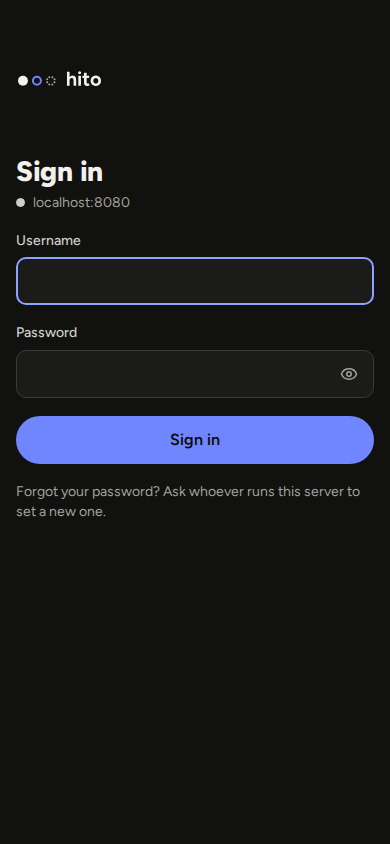 hito
Sign in
localhost:8080
Username
Password
Sign in
Forgot your password? Ask whoever runs this server to
set a new one.